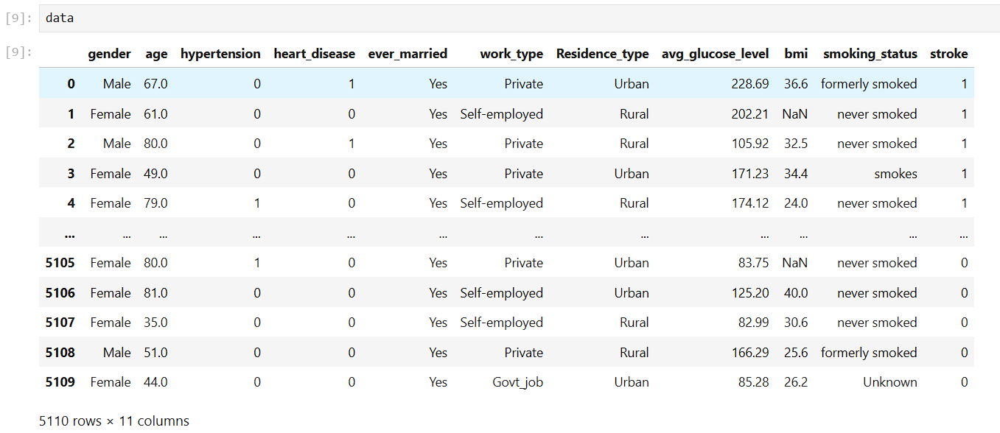 [9]: data
[9]:
gender age hypertension heart_disease ever_married work_type Residence_type avg_glucose_level bmi smoking_status stroke
0 Male 67.0 0 1 Yes Private Urban 228.69 36.6 formerly smoked 1
1 Female 61.0 0 0 Yes Self-employed Rural 202.21 NaN never smoked 1
2 Male 80.0 0 1 Yes Private Rural 105.92 32.5 never smoked 1
3 Female 49.0 0 0 Yes Private Urban 171.23 34.4 smokes 1
4 Female 79.0 1 0 Yes Self-employed Rural 174.12 24.0 never smoked 1
... ... ... ... ... ... ... ... ... ... ... ...
5105 Female 80.0 1 0 Yes Private Urban 83.75 NaN never smoked 0
5106 Female 81.0 0 0 Yes Self-employed Urban 125.20 40.0 never smoked 0
5107 Female 35.0 0 0 Yes Self-employed Rural 82.99 30.6 never smoked 0
5108 Male 51.0 0 0 Yes Private Rural 166.29 25.6 formerly smoked 0
5109 Female 44.0 0 0 Yes Govt_job Urban 85.28 26.2 Unknown 0
5110 rows × 11 columns